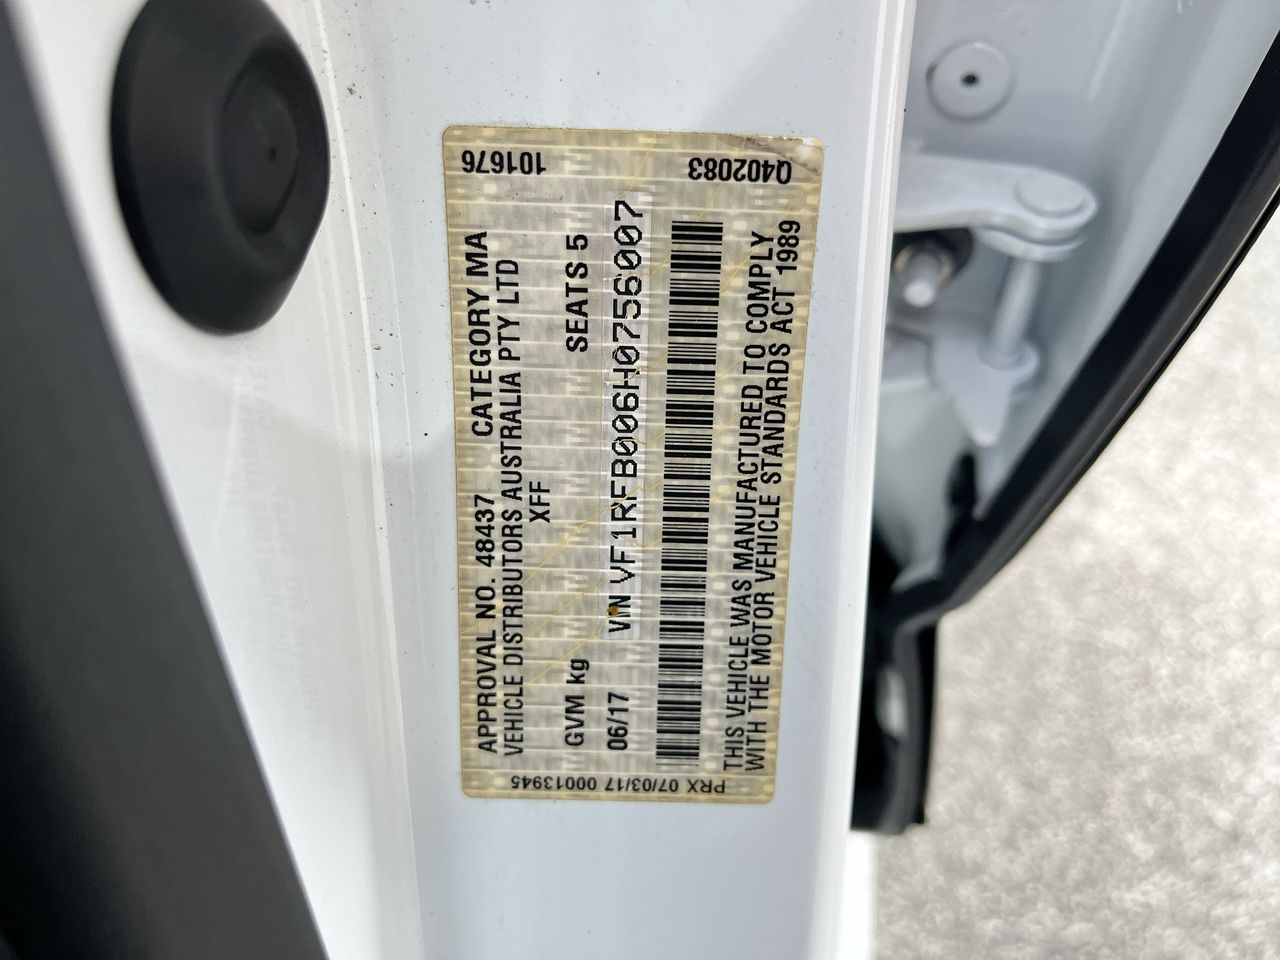 101676
Q402083
APPROVAL NO. 48437 CATEGORY MA
VEHICLE DISTRIBUTORS AUSTRALIA PTY LTD
XFF
GVM kg SEATS 5
06/17 VIN VF1RFB006H0756007
THIS VEHICLE WAS MANUFACTURED TO COMPLY
WITH THE MOTOR VEHICLE STANDARDS ACT 1989
PRX 07/03/17 00013945